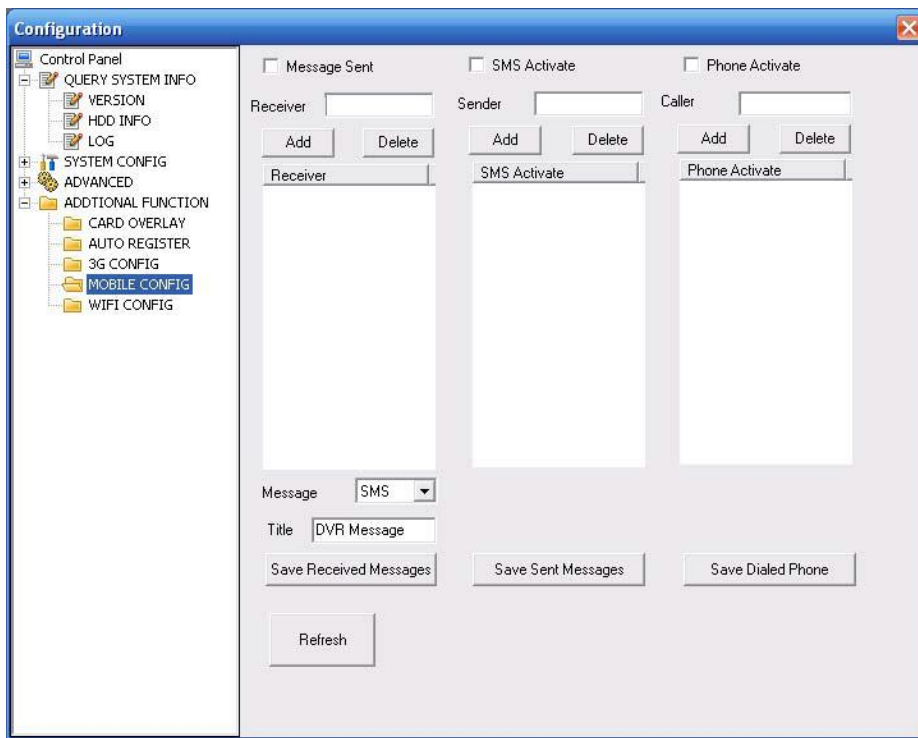 Configuration
Control Panel
QUERY SYSTEM INFO
VERSION
HDD INFO
LOG
SYSTEM CONFIG
ADVANCED
ADDTIONAL FUNCTION
CARD OVERLAY
AUTO REGISTER
3G CONFIG
MOBILE CONFIG
WIFI CONFIG
Message Sent
SMS Activate
Phone Activate
Receiver
Sender
Caller
Add
Delete
Add
Delete
Add
Delete
Receiver
SMS Activate
Phone Activate
Message
SMS
Title
DVR Message
Save Received Messages
Save Sent Messages
Save Dialed Phone
Refresh